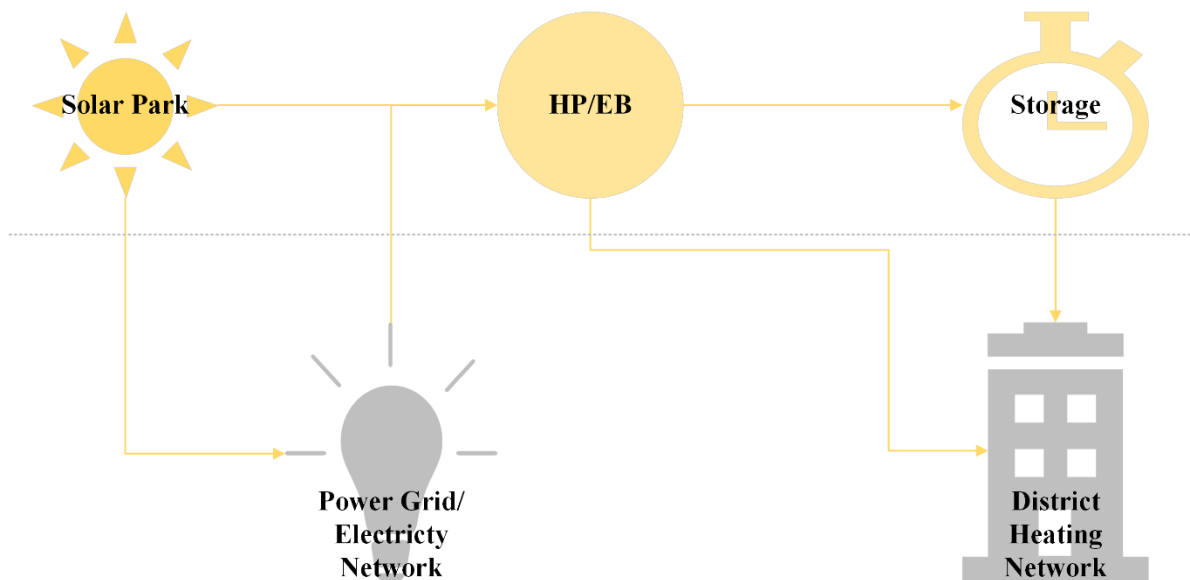 Solar Park
HP/EB
Storage
Power Grid/
Electricty
Network
District
Heating
Network